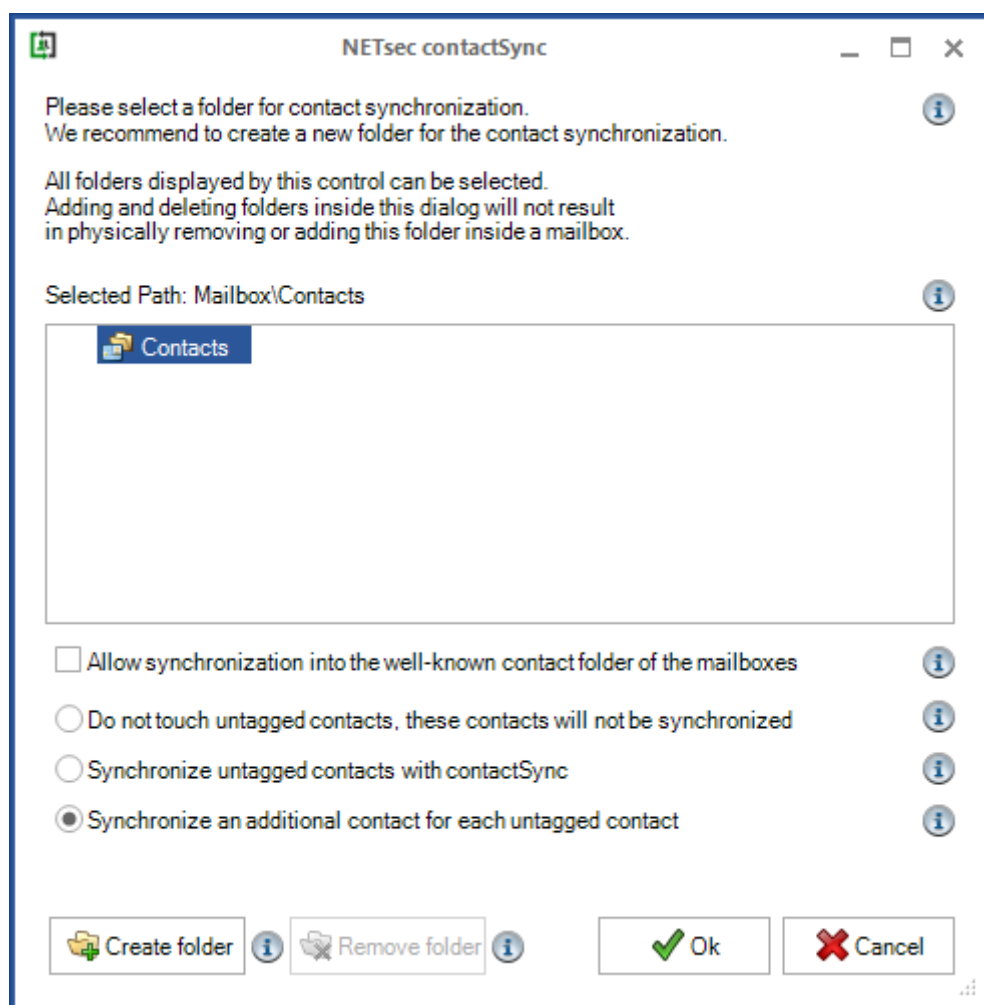 NETsec contactSync
Please select a folder for contact synchronization.
We recommend to create a new folder for the contact synchronization.
All folders displayed by this control can be selected.
Adding and deleting folders inside this dialog will not result
in physically removing or adding this folder inside a mailbox.
Selected Path: Mailbox\Contacts
Contacts
Allow synchronization into the well-known contact folder of the mailboxes
Do not touch untagged contacts, these contacts will not be synchronized
Synchronize untagged contacts with contactSync
Synchronize an additional contact for each untagged contact
Create folder Remove folder Ok Cancel